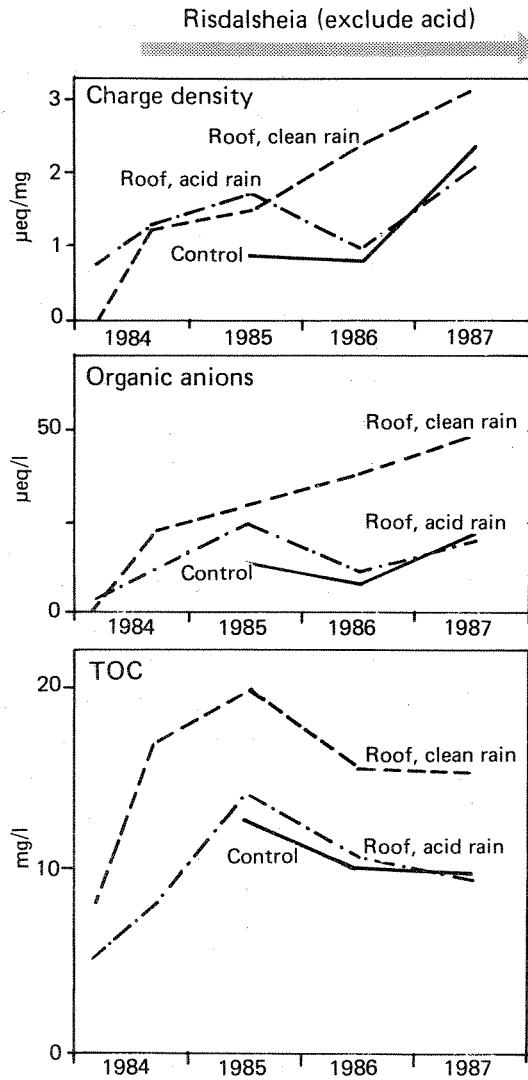 Risdalsheia (exclude acid)
Charge density
3
2
1
0
µeq/mg
Roof, clean rain
Roof, acid rain
Control
1984 1985 1986 1987
Organic anions
50
0
µeq/l
Roof, clean rain
Roof, acid rain
Control
1984 1985 1986 1987
TOC
20
10
0
mg/l
Roof, clean rain
Roof, acid rain
Control
1984 1985 1986 1987